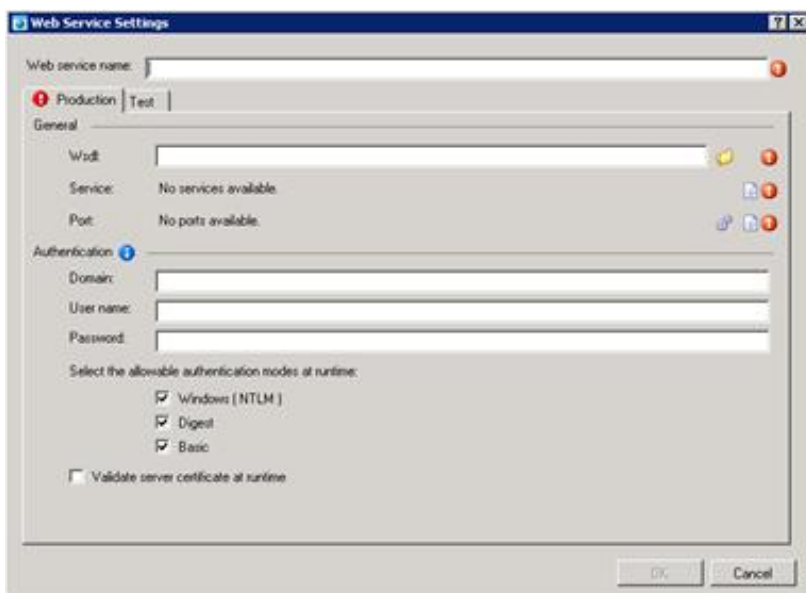 Web Service Settings
Web service name:
Production Test
General
Wsdl:
Service: No services available.
Port: No ports available.
Authentication
Domain:
User name:
Password:
Select the allowable authentication modes at runtime:
Windows ( NTLM )
Digest
Basic
Validate server certificate at runtime
OK Cancel